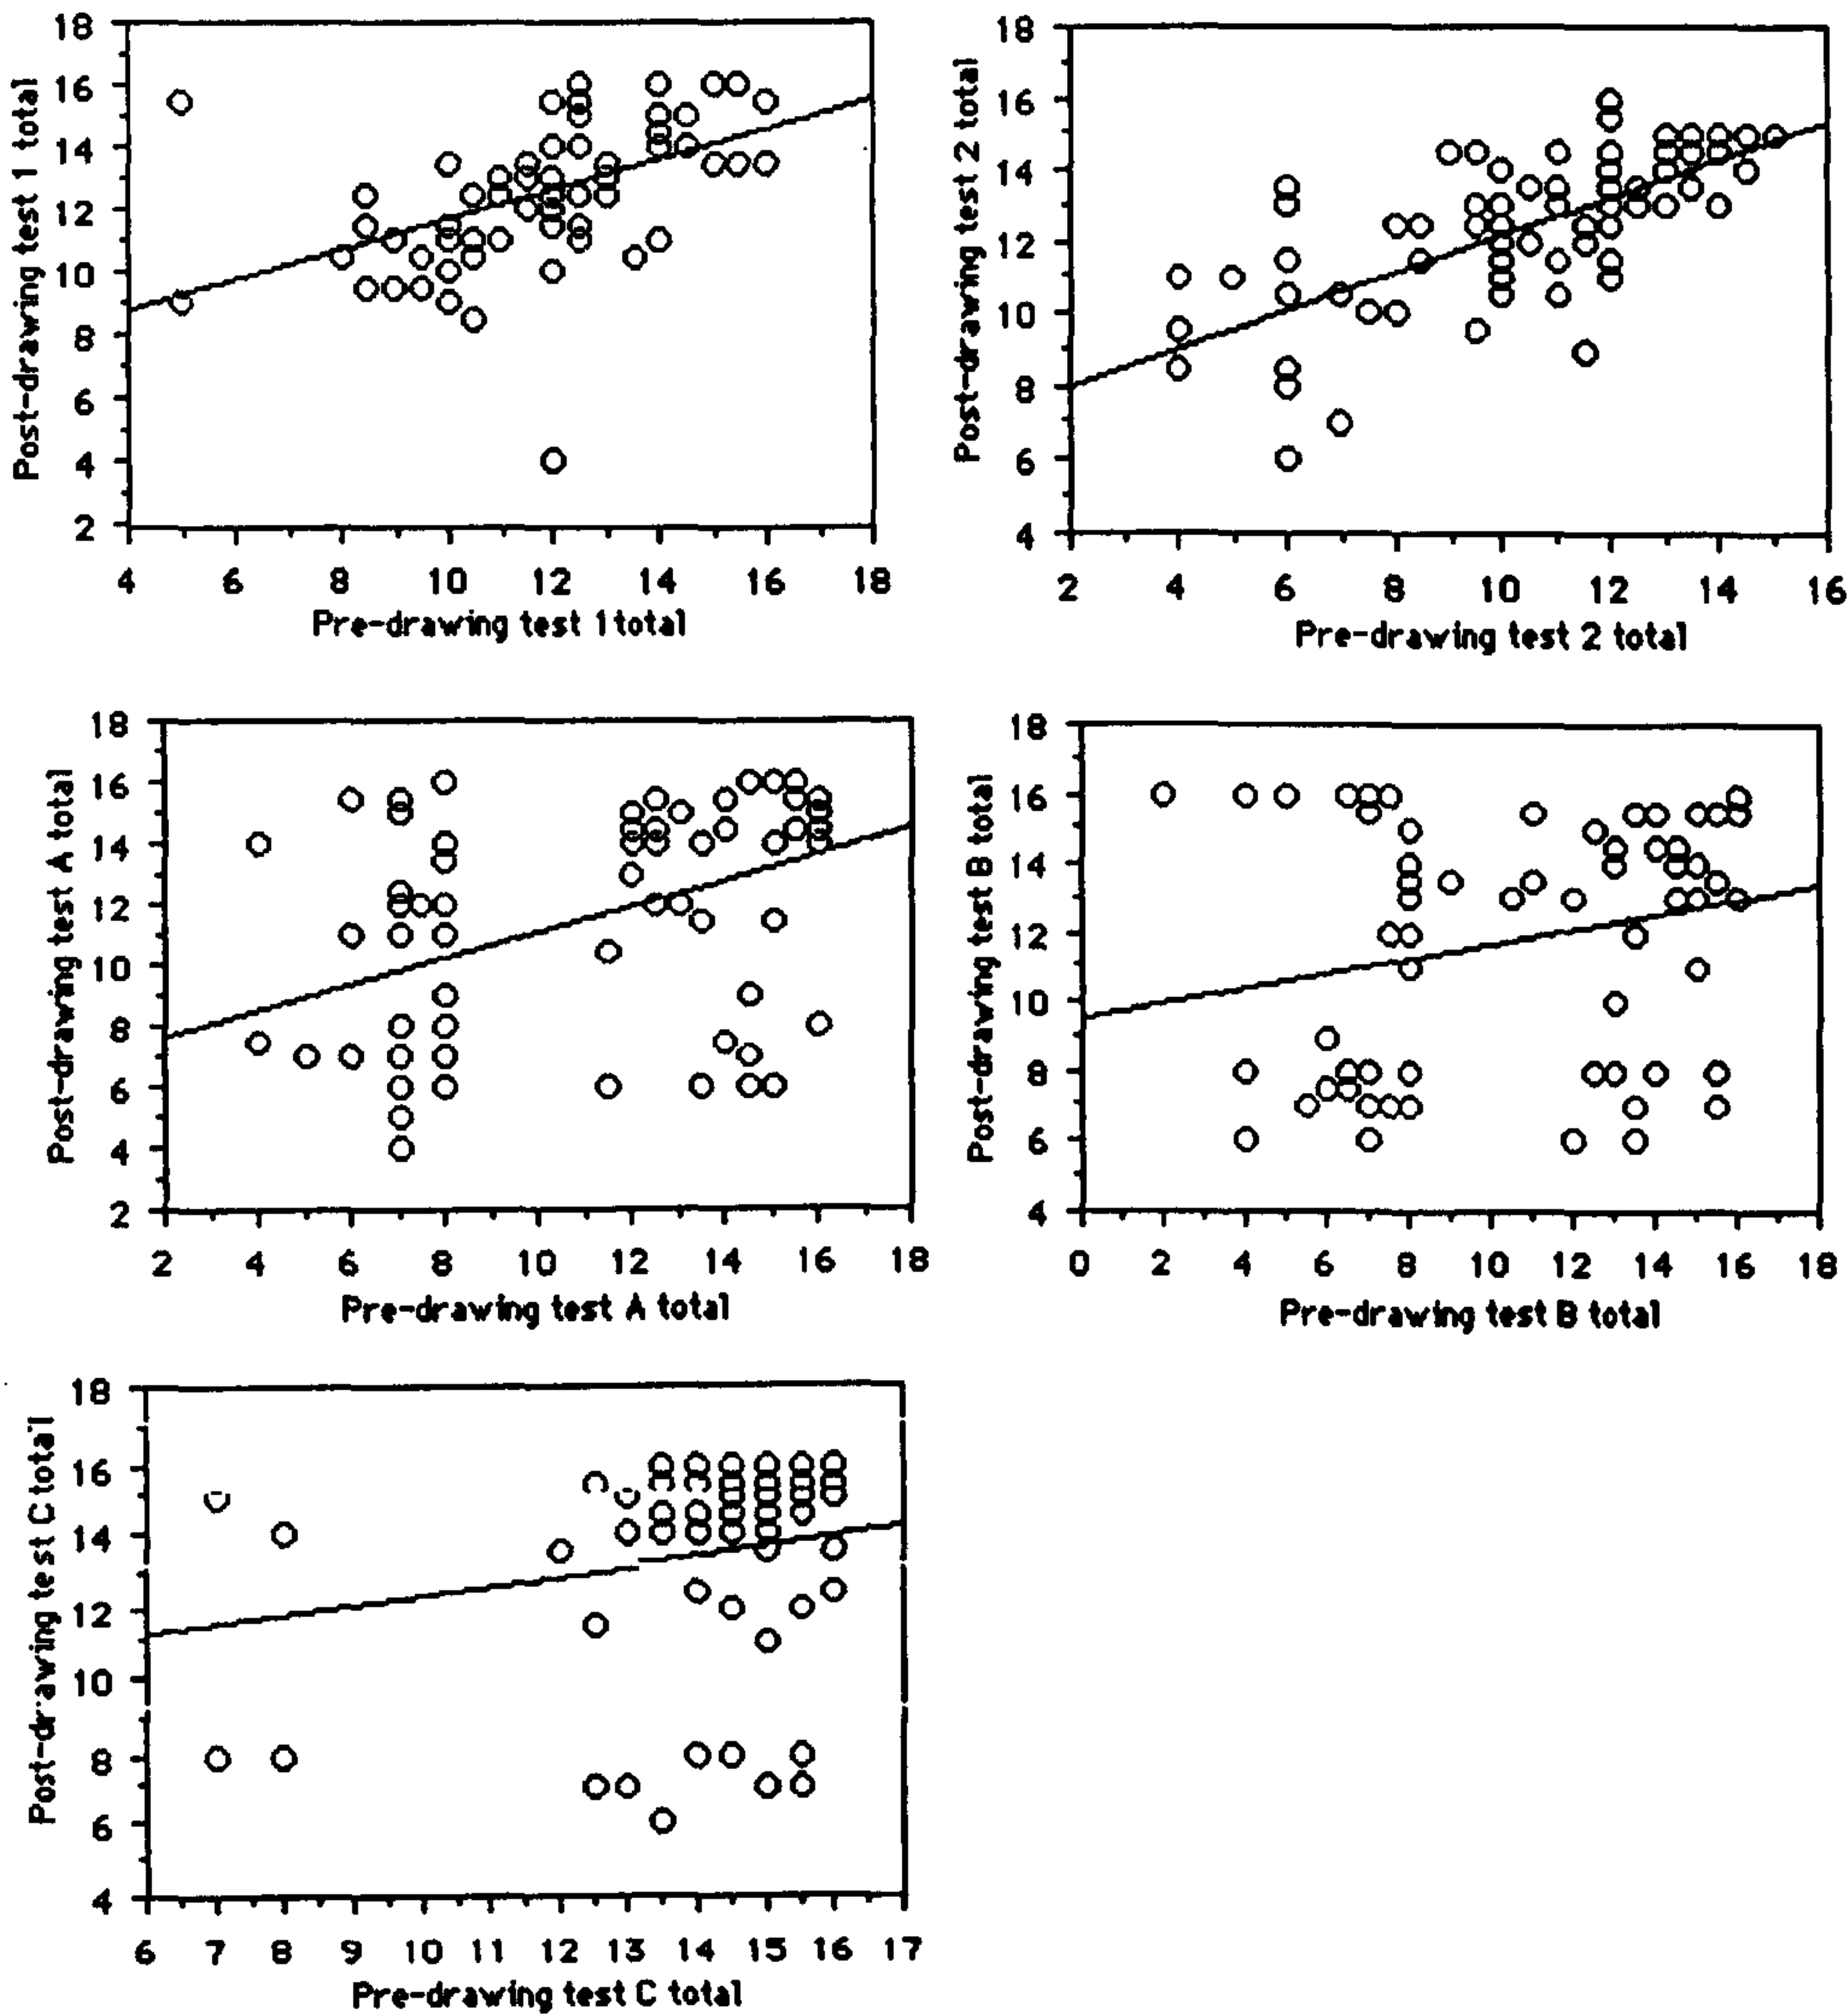 18
16
14
12
10
8
6
4
2
Post-drawing test 1 total
4 6 8 10 12 14 16 18
Pre-drawing test 1 total
18
16
14
12
10
8
6
4
Post-drawing test 2 total
2 4 6 8 10 12 14 16
Pre-drawing test 2 total
18
16
14
12
10
8
6
4
2
Post-drawing test A total
2 4 6 8 10 12 14 16 18
Pre-drawing test A total
18
16
14
12
10
8
6
4
Post-drawing test B total
0 2 4 6 8 10 12 14 16 18
Pre-drawing test B total
18
16
14
12
10
8
6
4
Post-drawing test C total
6 7 8 9 10 11 12 13 14 15 16 17
Pre-drawing test C total